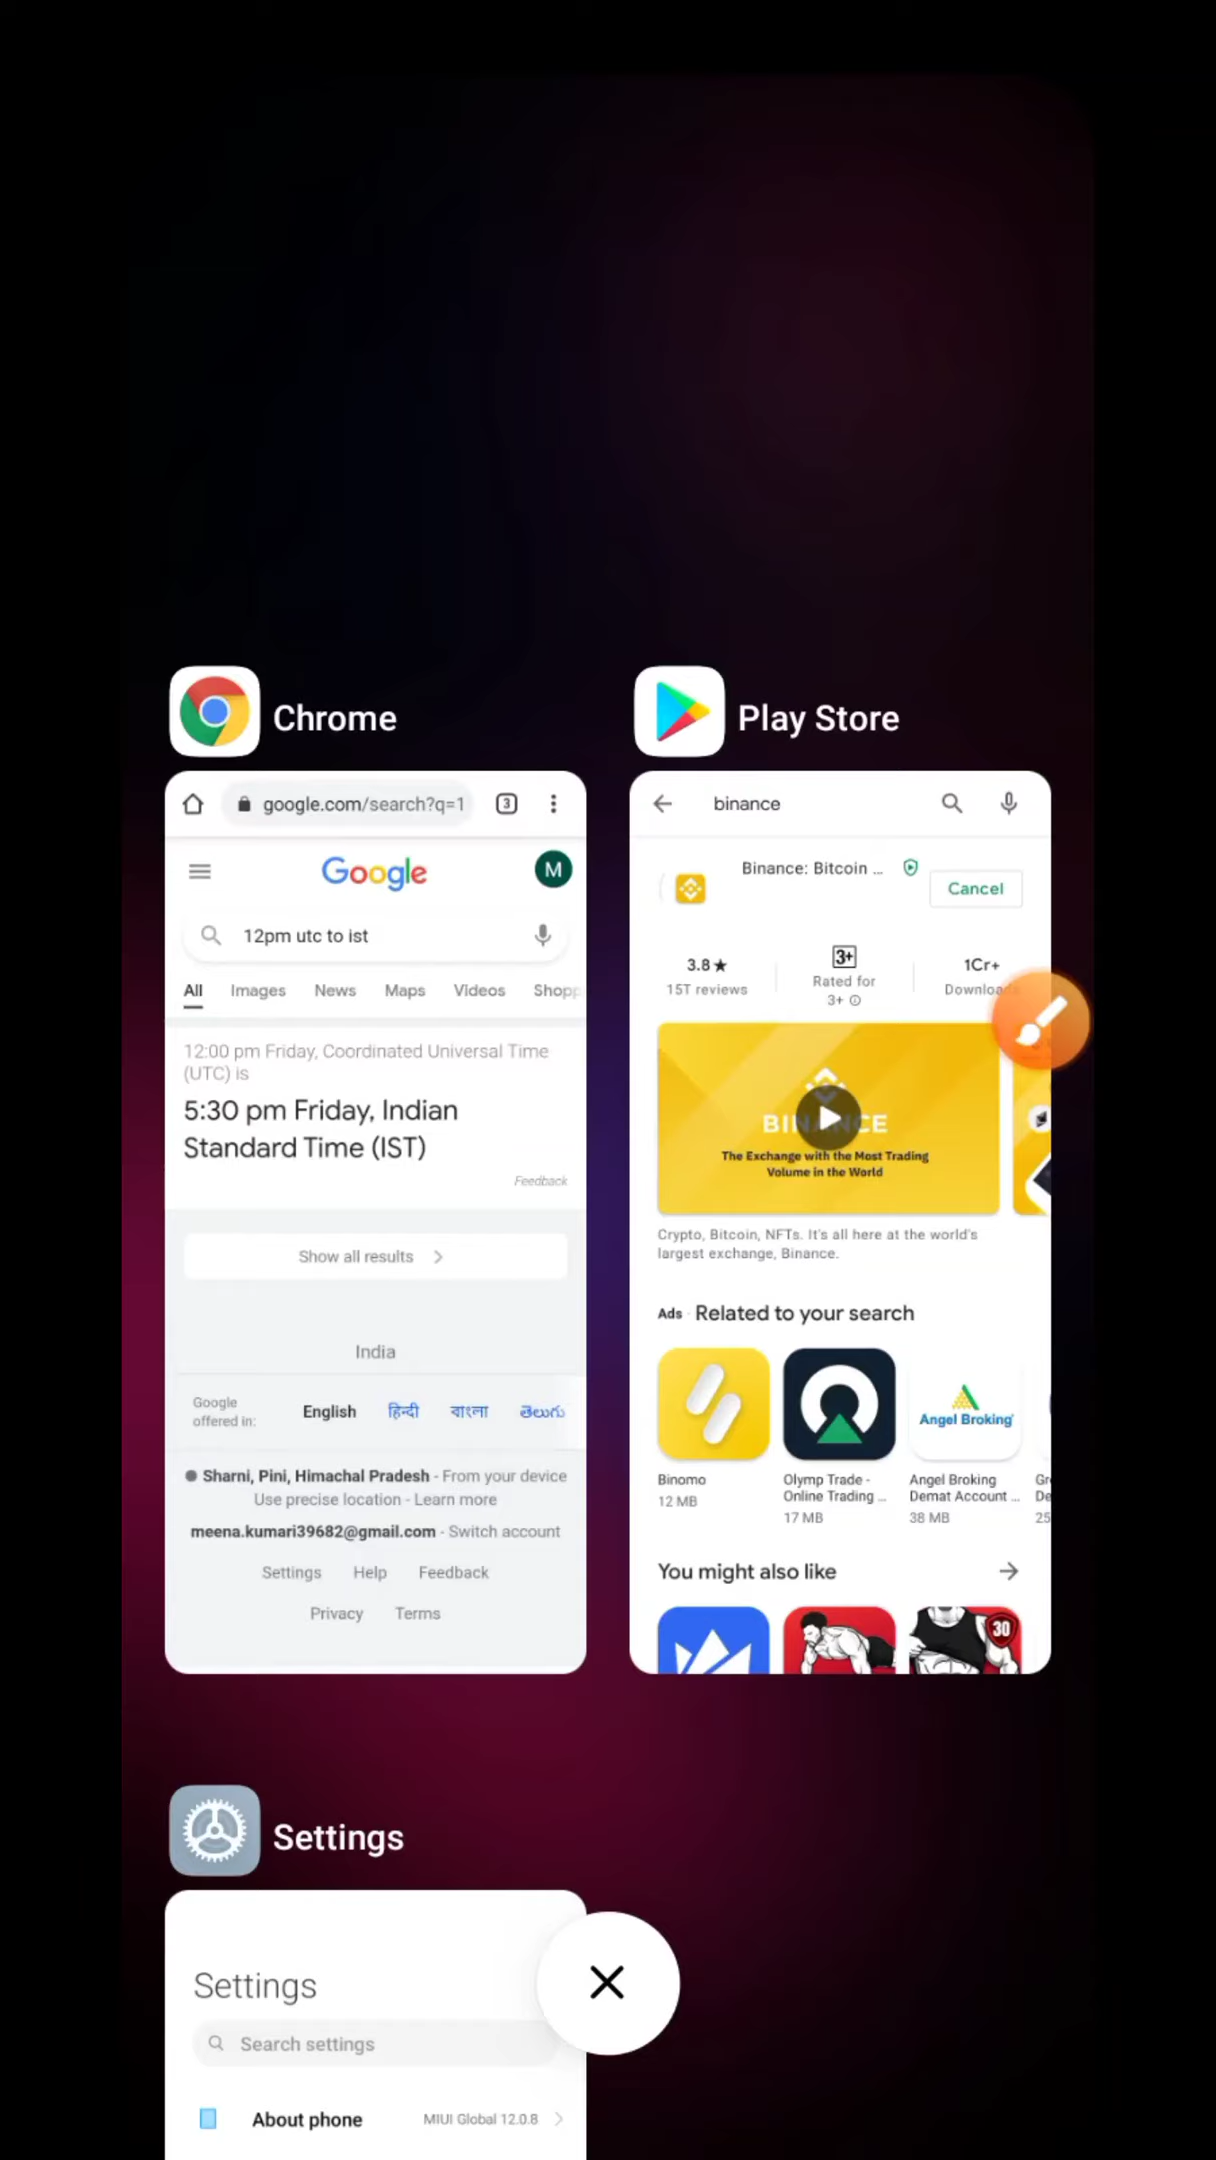 Chrome
google.com/search?q=1
3
Google
M
12pm utc to ist
All Images News Maps Videos Shopp
12:00 pm Friday, Coordinated Universal Time
(UTC) is
5:30 pm Friday, Indian
Standard Time (IST)
Feedback
Show all results
India
Google
offered in:
English हिन्दी বাংলা తెలుగు
Sharni, Pini, Himachal Pradesh - From your device
Use precise location - Learn more
meena.kumari39682@gmail.com - Switch account
Settings Help Feedback
Privacy Terms
Play Store
binance
Binance: Bitcoin ...
Cancel
3.8★
15T reviews
3+
Rated for
3+
1Cr+
Downloads
BINANCE
The Exchange with the Most Trading
Volume in the World
Crypto, Bitcoin, NFTs. It's all here at the world's
largest exchange, Binance.
Ads · Related to your search
Binomo
12 MB
Olymp Trade -
Online Trading ...
17 MB
Angel Broking
Angel Broking
Demat Account ...
38 MB
Gr
De
25
You might also like
30
Settings
Settings
Search settings
About phone
MIUI Global 12.0.8